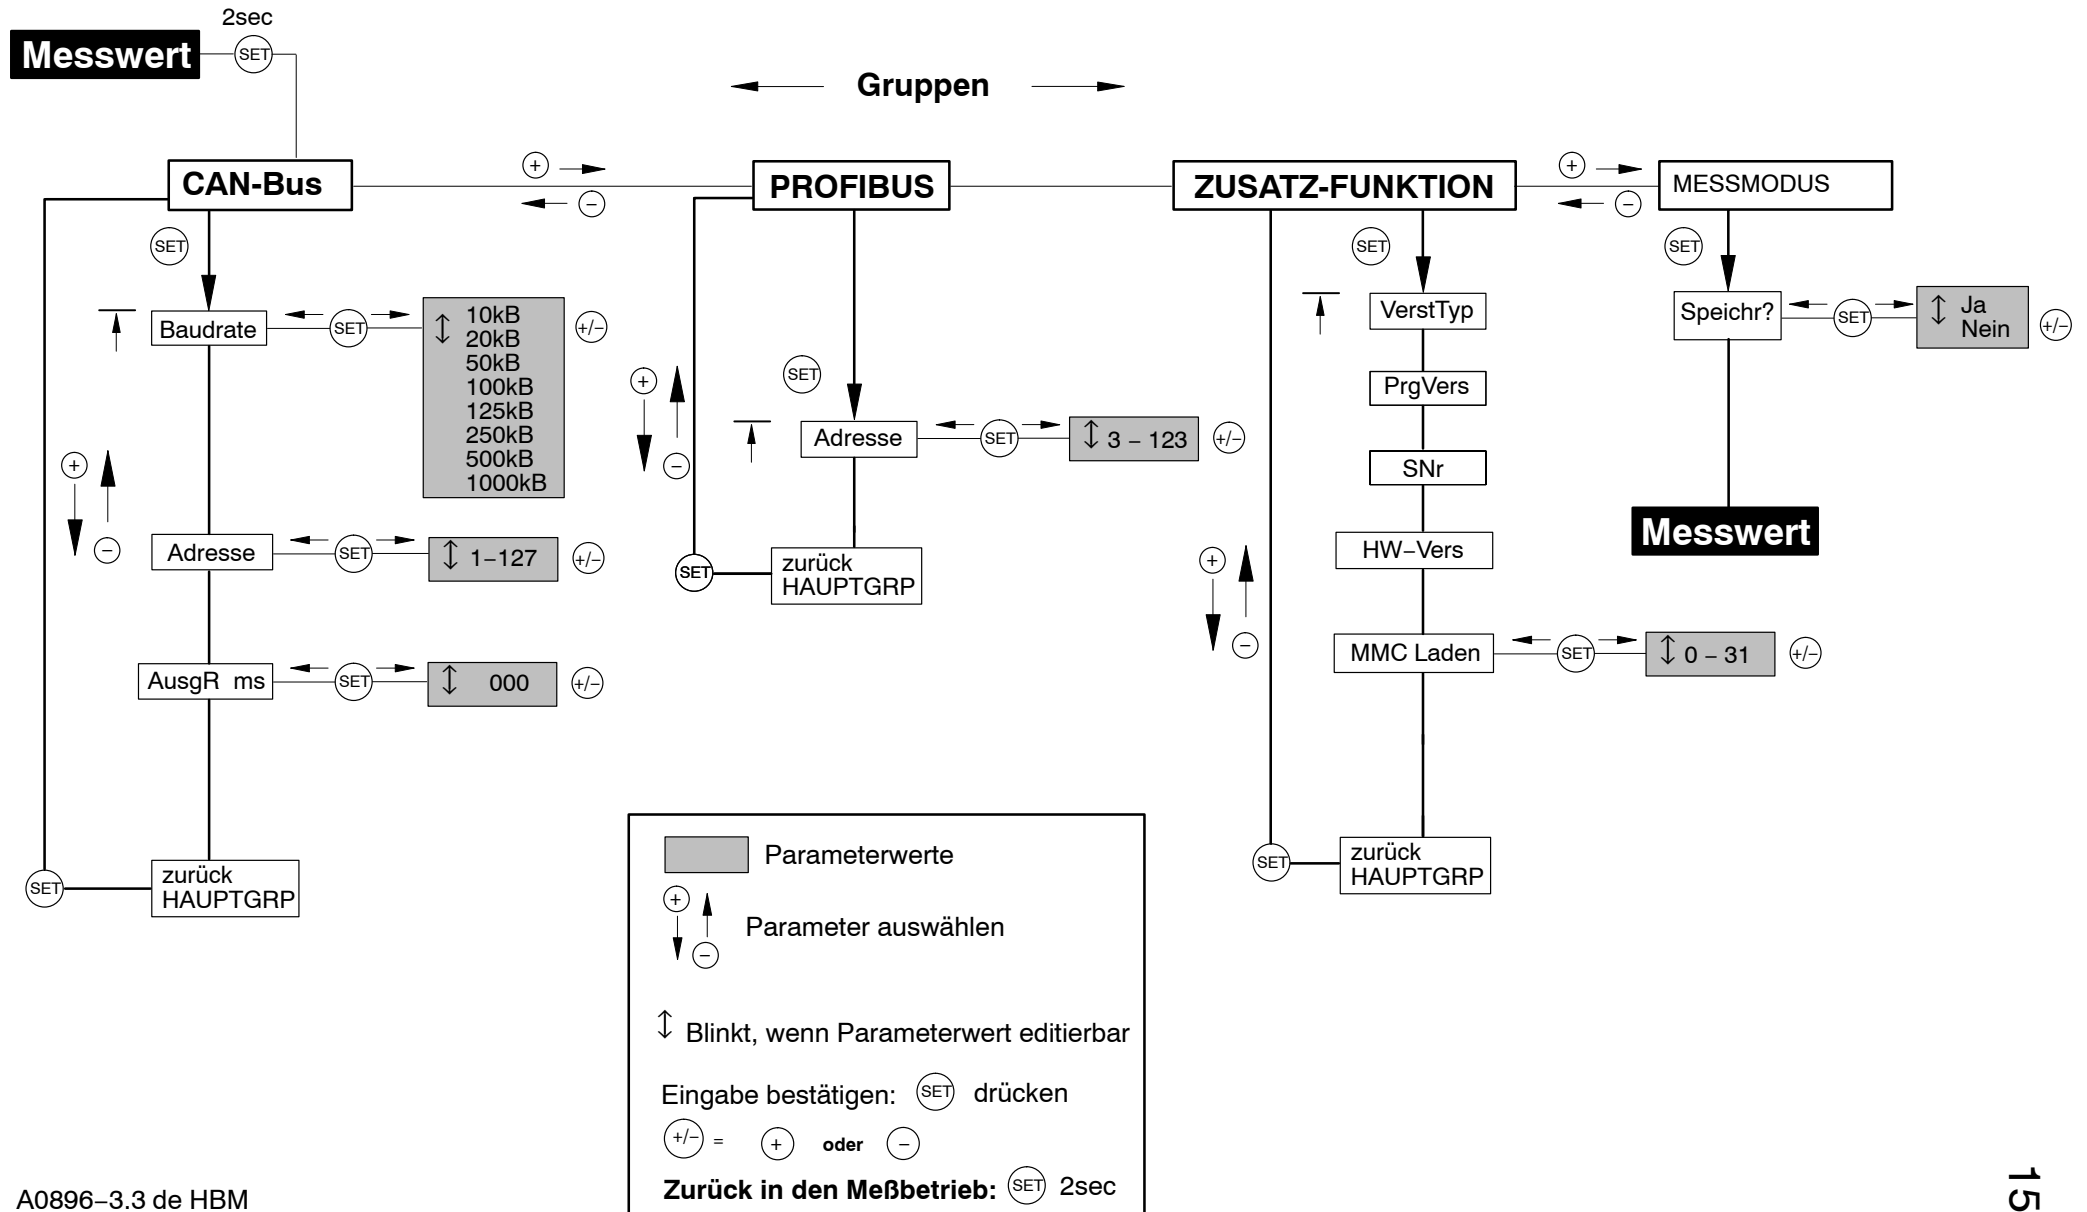 2sec
Messwert
SET
Gruppen
CAN-Bus
+
−
PROFIBUS
ZUSATZ-FUNKTION
+
−
MESSMODUS
SET
Baudrate
SET
10kB
20kB
50kB
100kB
125kB
250kB
500kB
1000kB
+/−
+
−
Adresse
SET
1−127
+/−
AusgR ms
SET
000
+/−
SET
zurück
HAUPTGRP
SET
+
−
Adresse
SET
3 − 123
+/−
SET
zurück
HAUPTGRP
SET
VerstTyp
PrgVers
SNr
HW−Vers
+
−
MMC Laden
SET
0 − 31
+/−
SET
zurück
HAUPTGRP
SET
Speichr?
SET
Ja
Nein
+/−
Messwert
Parameterwerte
+
−
Parameter auswählen
Blinkt, wenn Parameterwert editierbar
Eingabe bestätigen: SET drücken
+/− = + oder −
Zurück in den Meßbetrieb: SET 2sec
A0896−3.3 de HBM
15